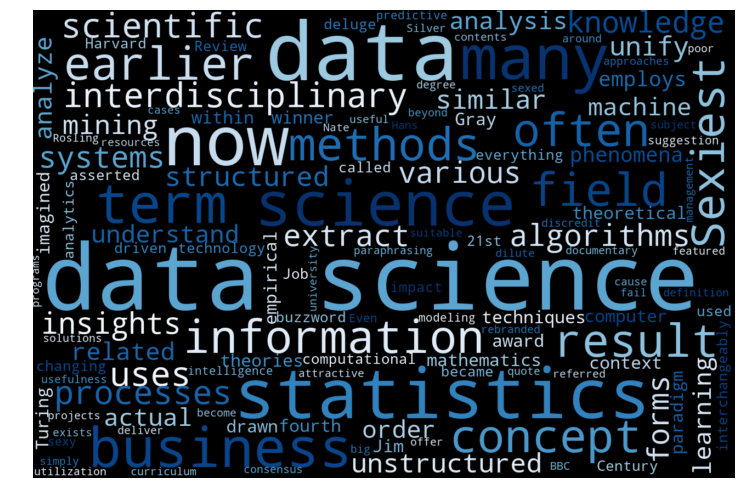 scientific
Harvard
Review
deluge
predictive
Silver
analysis
around
contents
knowledge
unify
poor
approaches
data
many
earlier
analyze
interdisciplinary
degree
sexed
similar
employs
machine
mining
Rosling
resources
cases
within
winner
useful
beyond
Gray
Nate
Hans
often
subject
suggestion
Sexiest
now
methods
systems
asserted
structured
called
everything
phenomena
various
field
management
imagined
analytics
term science
theoretical
discredit
understand
extract
suitable
21st
algorithms
driven
technology
empirical
paraphrasing
dilute
documentary
featured
data science
programs
university
Job
impact
cause
fail
definition
insights
buzzword
Even
modeling
techniques
computer
used
solutions
information
rebranded
award
result
related
theories
computational
mathematics
context
interchangeably
changing
uses
intelligence
attractive
became
quote
referred
usefulness
processes
statistics
forms
paradigm
learning
Turing
projects
actual
become
drawn
fourth
order
offer
concept
exists
sexy
deliver
business
big
Jim
simply
utilization
curriculum
consensus
unstructured
BBC
Century